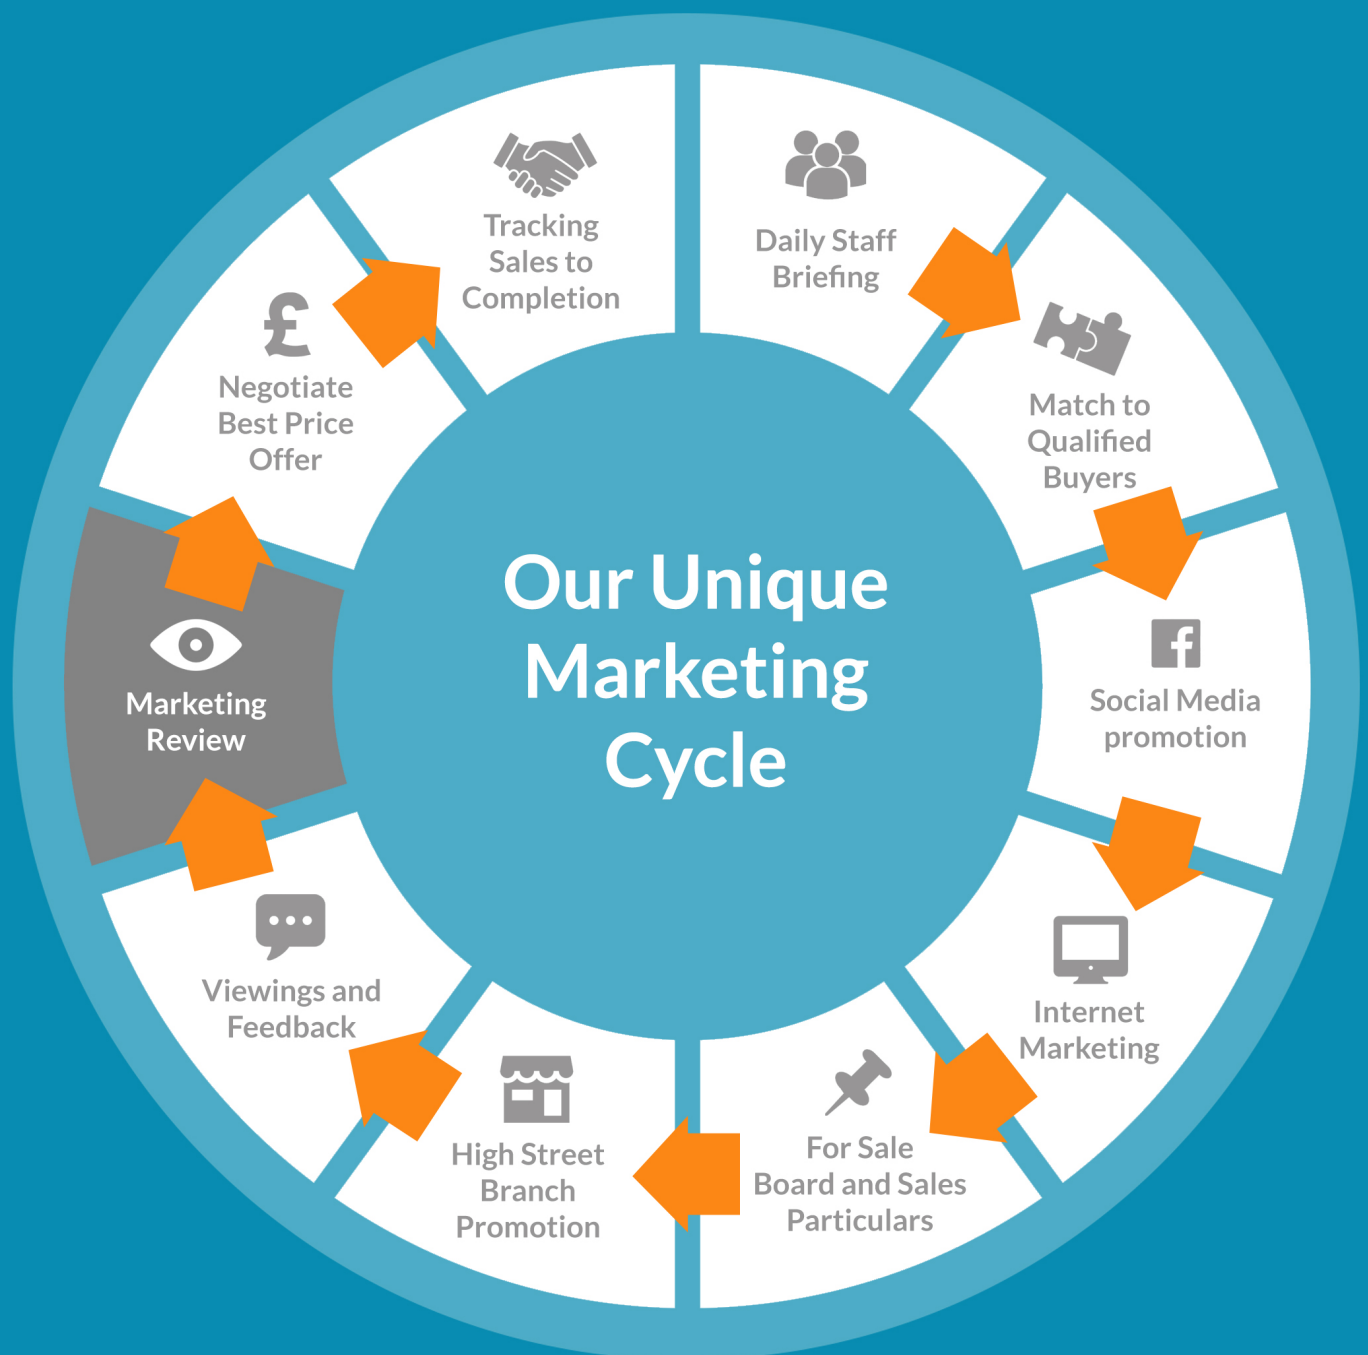 Our Unique
Marketing
Cycle
Daily Staff
Briefing
Match to
Qualified
Buyers
Social Media
promotion
Internet
Marketing
For Sale
Board and Sales
Particulars
High Street
Branch
Promotion
Viewings and
Feedback
Marketing
Review
£
Negotiate
Best Price
Offer
Tracking
Sales to
Completion